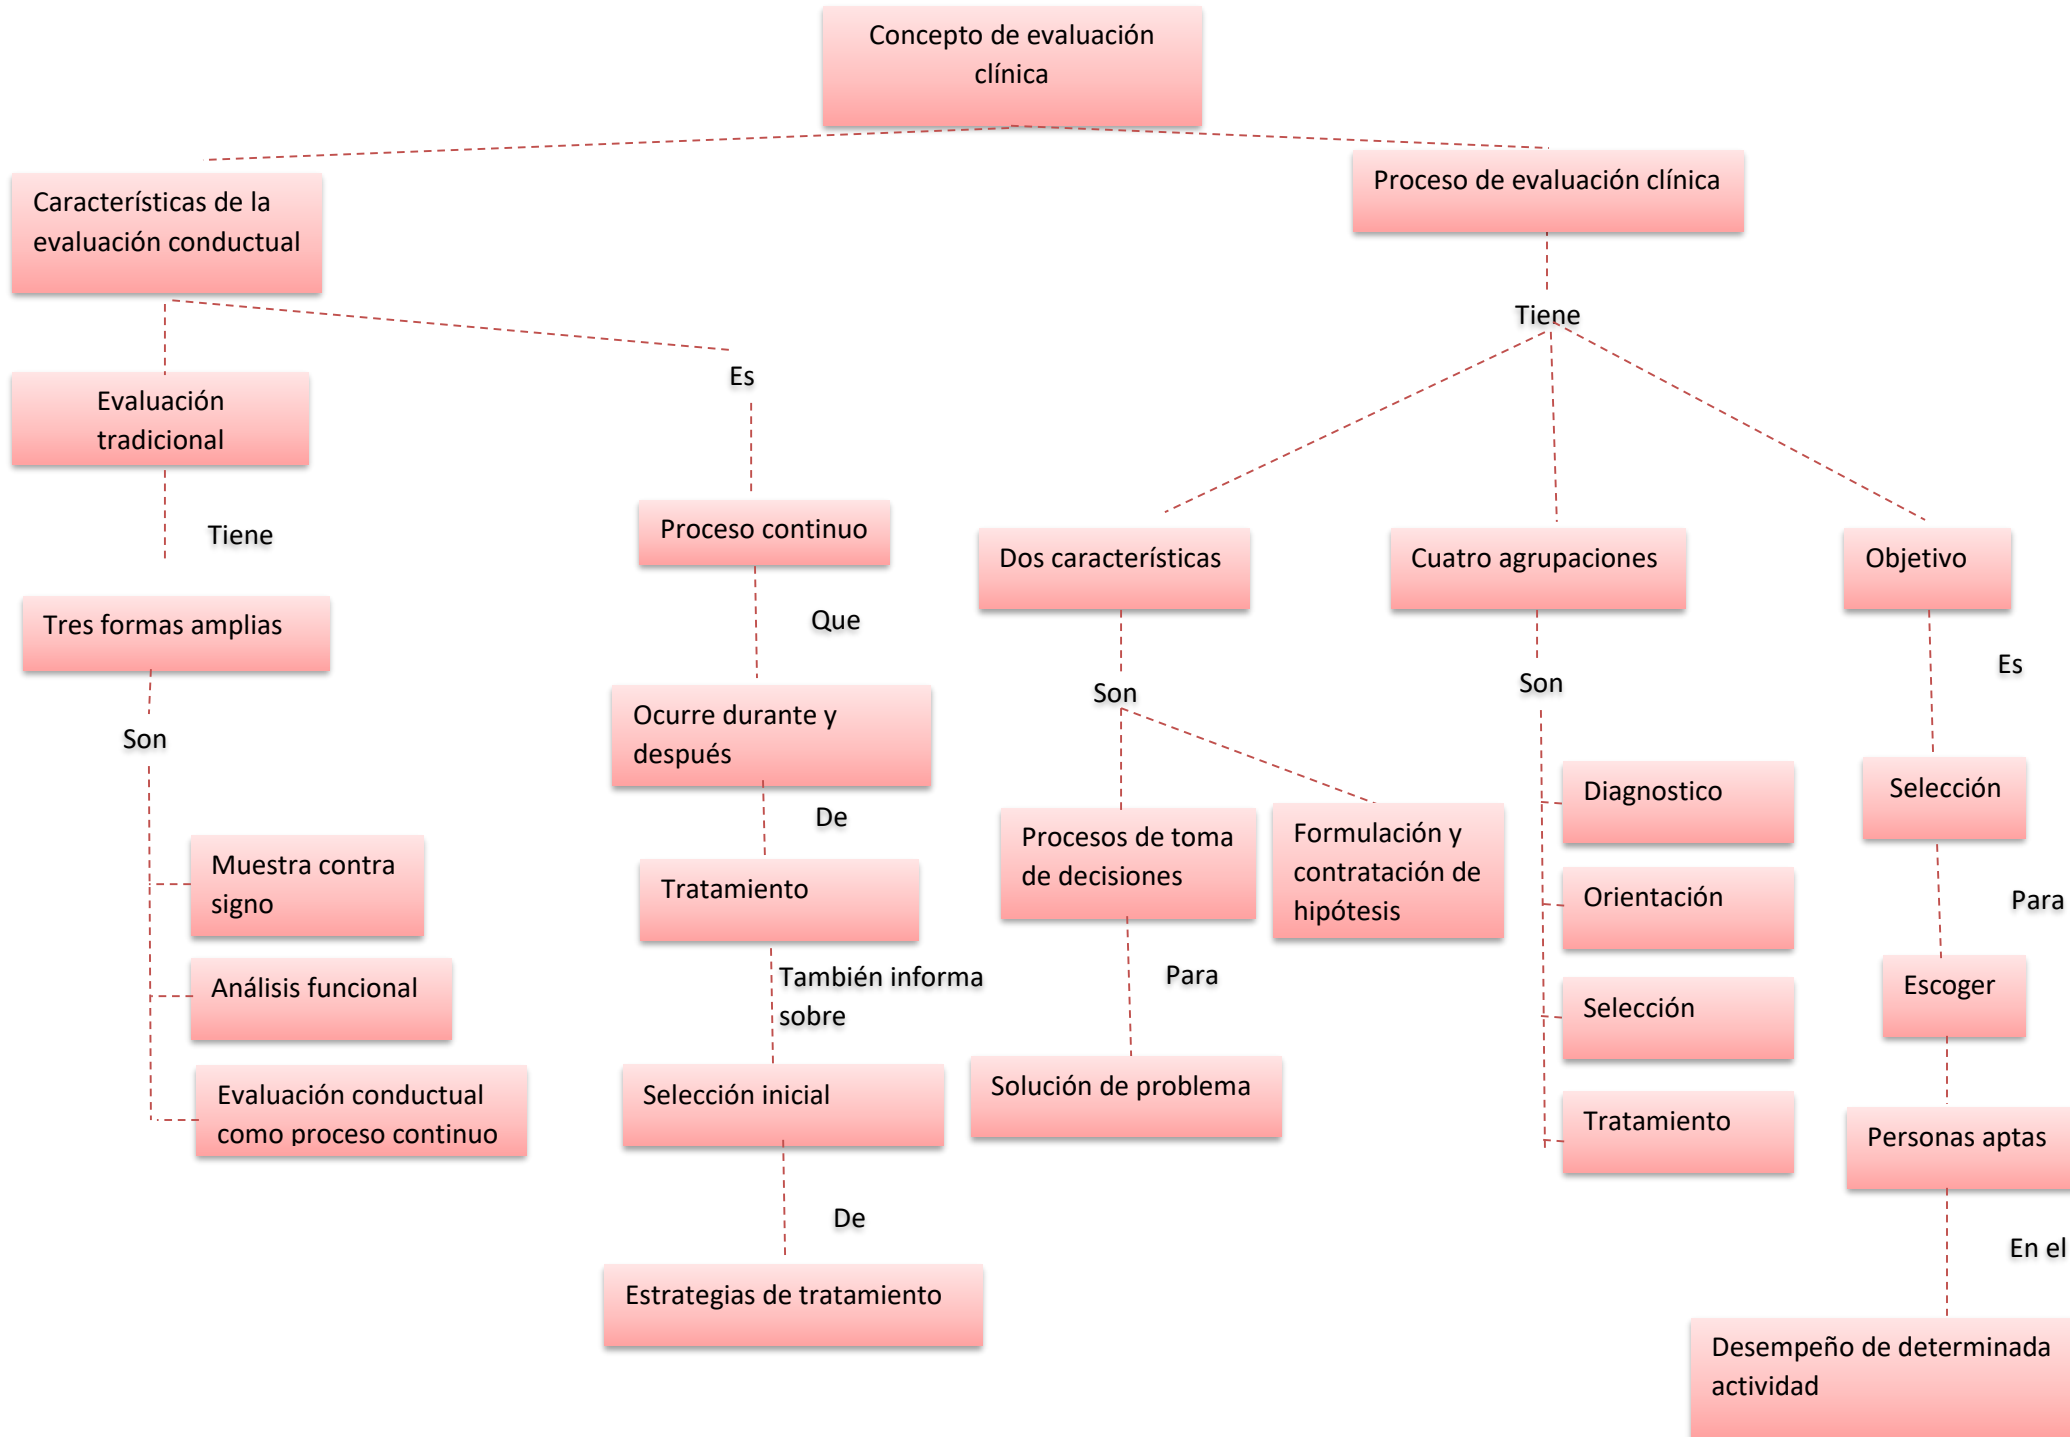 Concepto de evaluación
clínica
Características de la
evaluación conductual
Proceso de evaluación clínica
Evaluación
tradicional
Es
Tiene
Tiene
Tres formas amplias
Son
Muestra contra
signo
Análisis funcional
Evaluación conductual
como proceso continuo
Proceso continuo
Que
Ocurre durante y
después
De
Tratamiento
También informa
sobre
Selección inicial
De
Estrategias de tratamiento
Dos características
Son
Procesos de toma
de decisiones
Formulación y
contratación de
hipótesis
Para
Solución de problema
Cuatro agrupaciones
Son
Diagnostico
Orientación
Selección
Tratamiento
Objetivo
Es
Selección
Para
Escoger
Personas aptas
En el
Desempeño de determinada
actividad